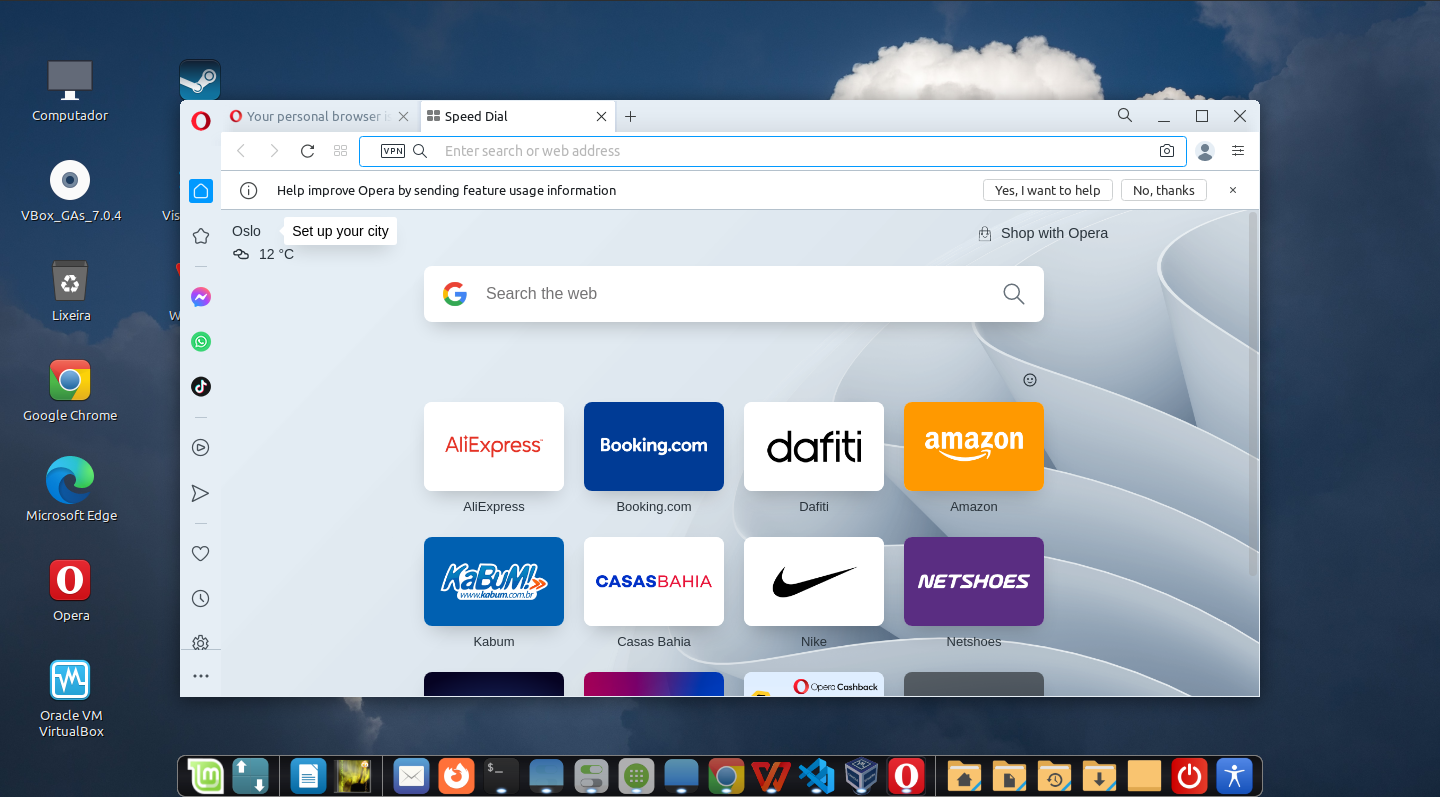 Computador
VBox_GAs_7.0.4
Lixeira
Google Chrome
Microsoft Edge
Opera
Oracle VM
VirtualBox
Vis
W
Your personal browser is
Speed Dial
VPN
Enter search or web address
Help improve Opera by sending feature usage information
Yes, I want to help
No, thanks
Oslo
Set up your city
12 °C
Shop with Opera
Search the web
AliExpress
Booking.com
dafiti
amazon
AliExpress
Booking.com
Dafiti
Amazon
KaBuM!
www.kabum.com.br
CASASBAHIA
NETSHOES
Kabum
Casas Bahia
Nike
Netshoes
Opera Cashback
$_